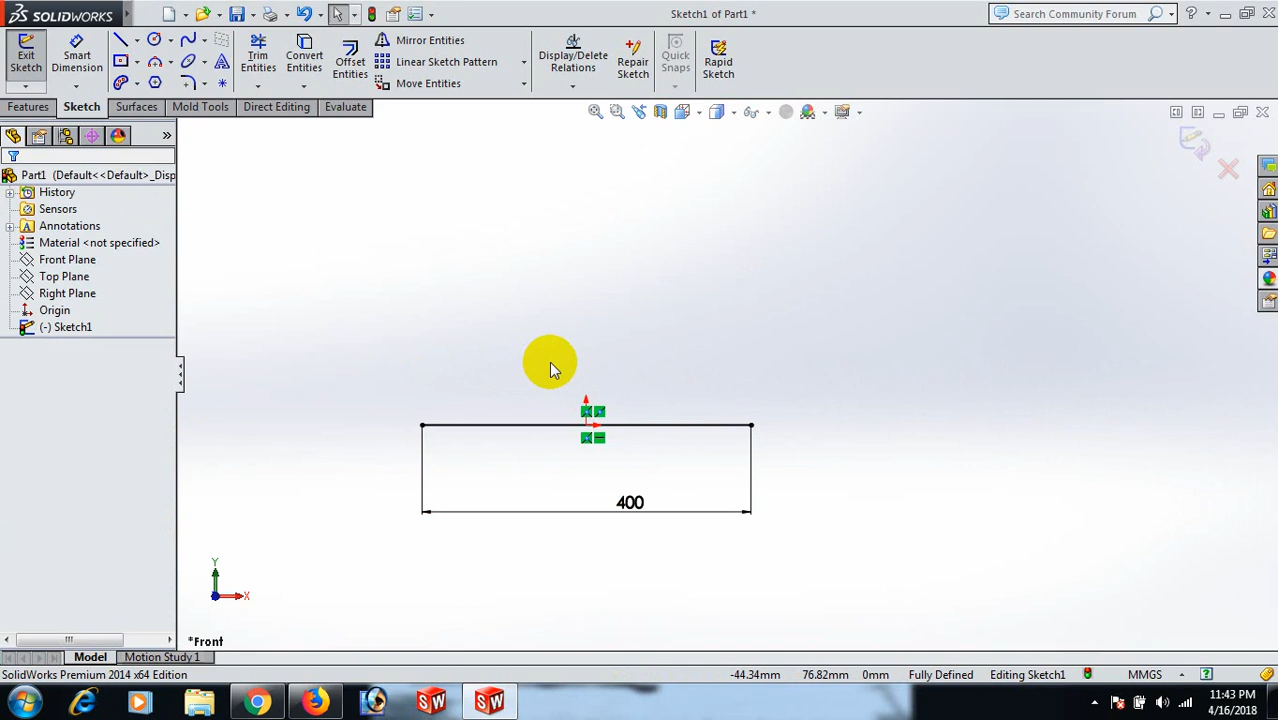 3S SOLIDWORKS
Sketch1 of Part1 *
Search Community Forum
Exit Sketch
Smart Dimension
Trim Entities
Convert Entities
Offset Entities
Mirror Entities
Linear Sketch Pattern
Move Entities
Display/Delete Relations
Repair Sketch
Quick Snaps
Rapid Sketch
Features
Sketch
Surfaces
Mold Tools
Direct Editing
Evaluate
Part1 (Default<<Default>_Disp
History
Sensors
Annotations
Material <not specified>
Front Plane
Top Plane
Right Plane
Origin
(-) Sketch1
400
Y
X
*Front
Model
Motion Study 1
SolidWorks Premium 2014 x64 Edition
-44.34mm
76.82mm
0mm
Fully Defined
Editing Sketch1
MMGS
11:43 PM
4/16/2018